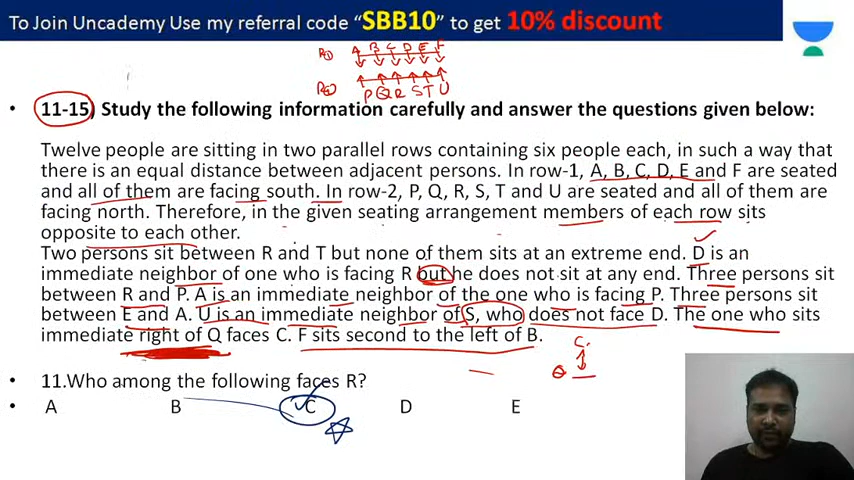 To Join Uncademy Use my referral code “SBB10” to get 10% discount
R① A B C D E F
R② P Q R S T U
• 11-15) Study the following information carefully and answer the questions given below:
Twelve people are sitting in two parallel rows containing six people each, in such a way that
there is an equal distance between adjacent persons. In row-1, A, B, C, D, E and F are seated
and all of them are facing south. In row-2, P, Q, R, S, T and U are seated and all of them are
facing north. Therefore, in the given seating arrangement members of each row sits
opposite to each other.
Two persons sit between R and T but none of them sits at an extreme end. D is an
immediate neighbor of one who is facing R but he does not sit at any end. Three persons sit
between R and P. A is an immediate neighbor of the one who is facing P. Three persons sit
between E and A. U is an immediate neighbor of S, who does not face D. The one who sits
immediate right of Q faces C. F sits second to the left of B.
C.
Q
• 11.Who among the following faces R?
• A B C D E